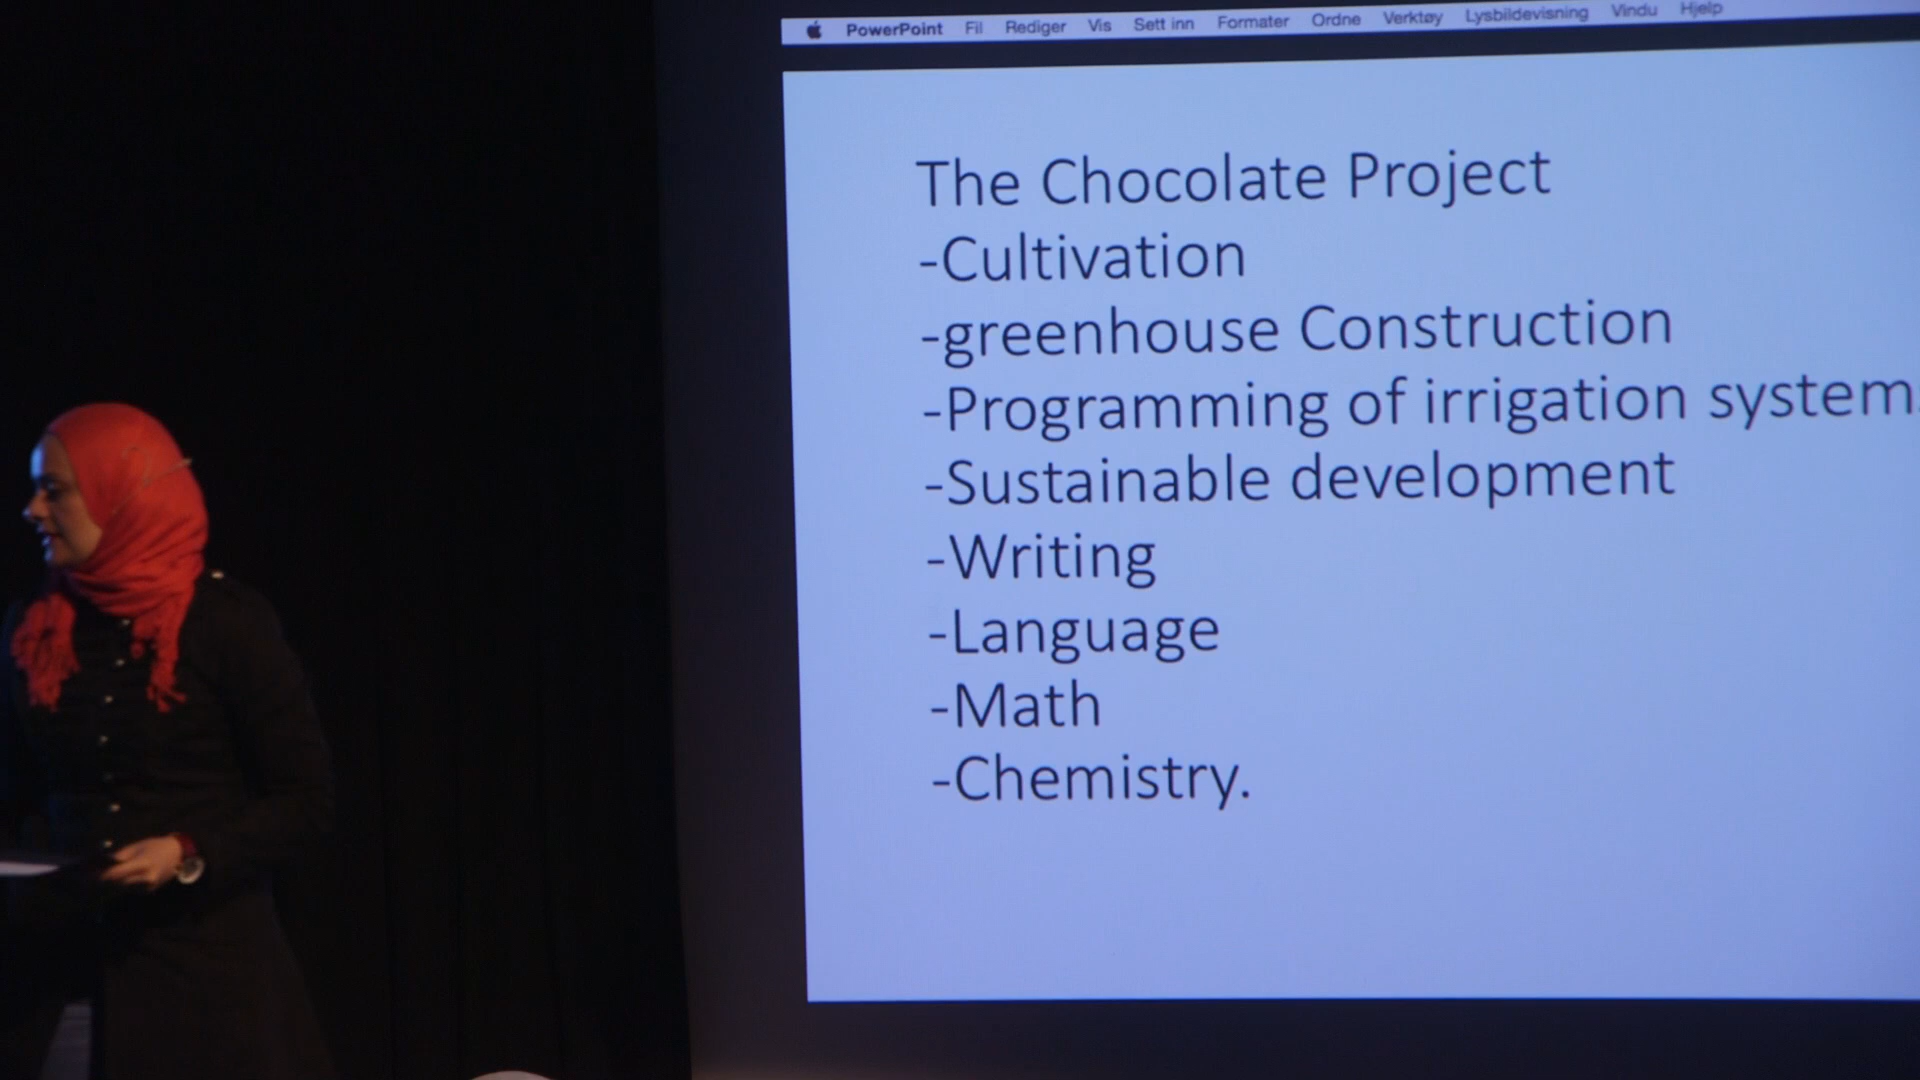 PowerPoint Fil Rediger Vis Sett inn Formater Ordne Verktøy Lysbildevisning Vindu Hjelp
The Chocolate Project
-Cultivation
-greenhouse Construction
-Programming of irrigation system
-Sustainable development
-Writing
-Language
-Math
-Chemistry.